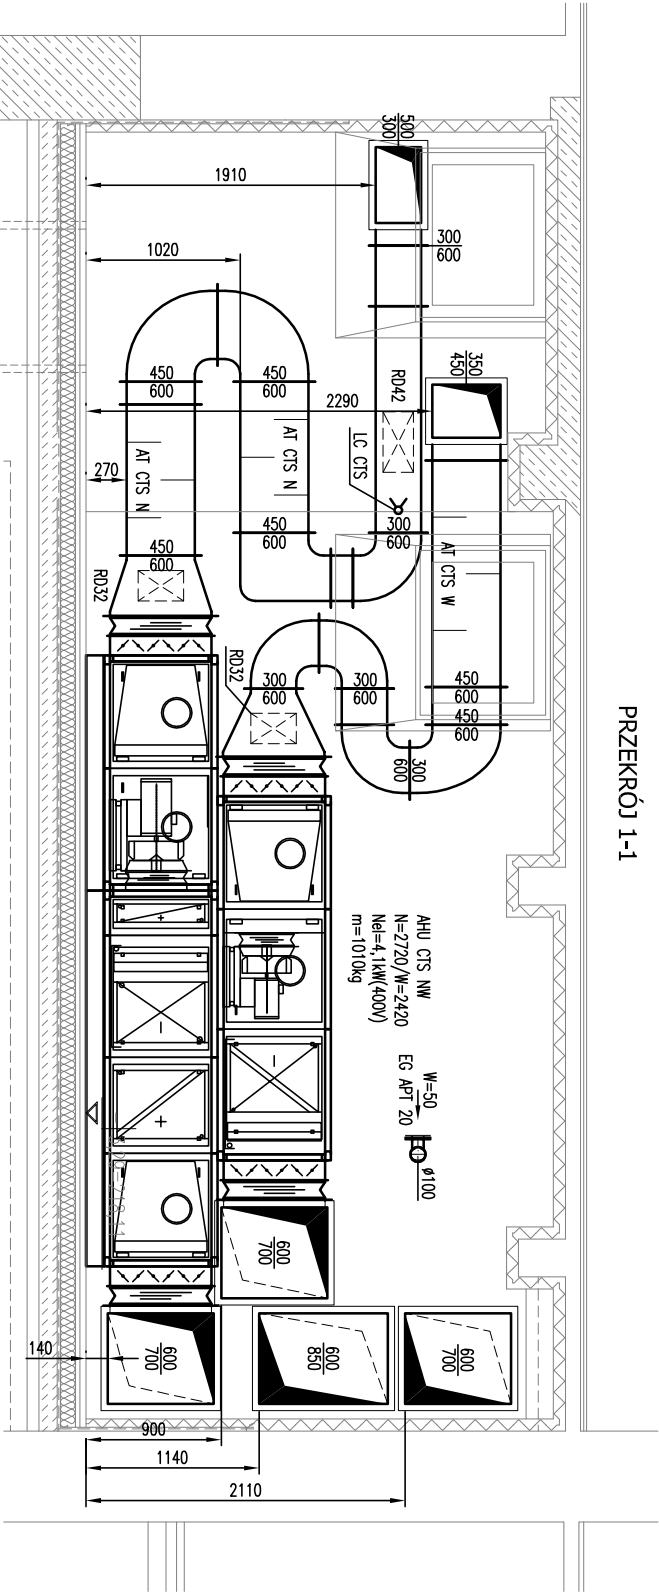 PRZEKRÓJ 1-1
500
300
1910
300
600
1020
350
450
450
600
450
600
RD42
2290
LC CTS
AT CTS N
AT CTS N
270
450
600
450
600
300
600
AT CTS W
RD32
RD32
300
600
300
600
450
600
450
600
300
600
AHU CTS NW
N=2720/W=2420
Nel=4,1kW(400V)
m=1010kg
W=50
EG APT 20
ø100
600
700
600
700
600
850
600
700
140
900
1140
2110